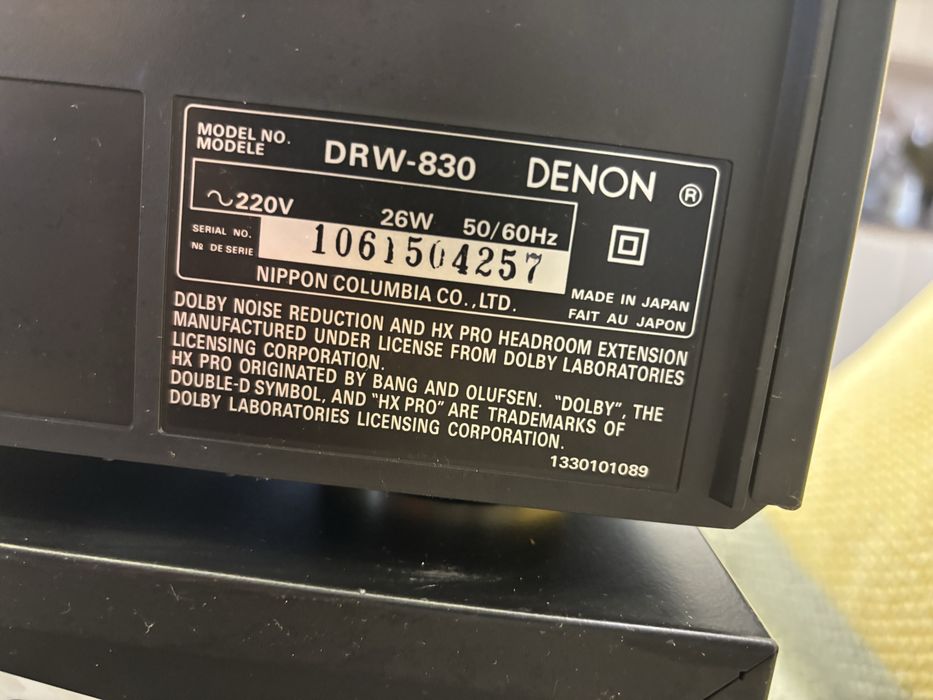 MODEL NO.
MODÈLE
DRW-830
DENON ®
～220V 26W 50/60Hz
SERIAL NO.
Nº DE SERIE
1061504257
NIPPON COLUMBIA CO.,LTD.
MADE IN JAPAN
FAIT AU JAPON
DOLBY NOISE REDUCTION AND HX PRO HEADROOM EXTENSION
MANUFACTURED UNDER LICENSE FROM DOLBY LABORATORIES
LICENSING CORPORATION.
HX PRO ORIGINATED BY BANG AND OLUFSEN. "DOLBY", THE
DOUBLE-D SYMBOL, AND "HX PRO" ARE TRADEMARKS OF
DOLBY LABORATORIES LICENSING CORPORATION.
1330101089